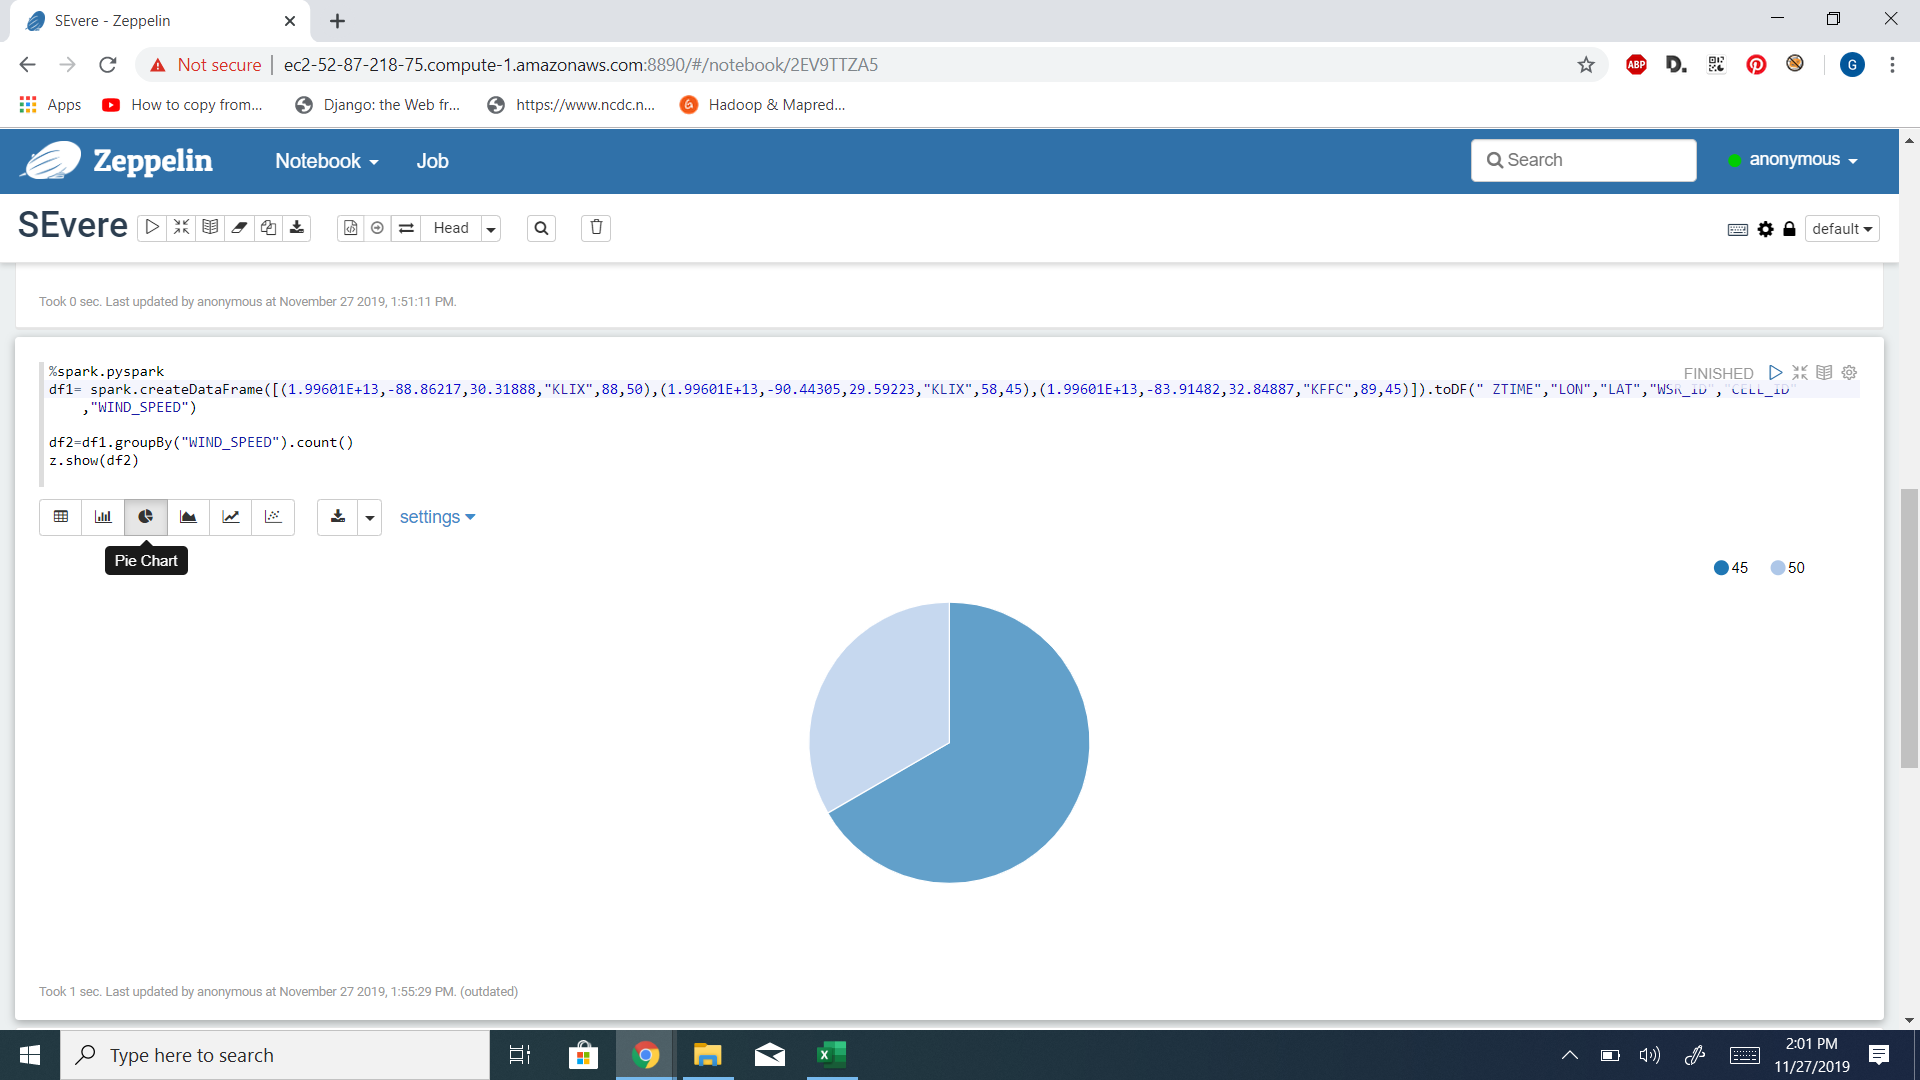 SEvere - Zeppelin
Not secure | ec2-52-87-218-75.compute-1.amazonaws.com:8890/#/notebook/2EV9TTZA5
ABP D. G
Apps How to copy from... Django: the Web fr... https://www.ncdc.n... Hadoop & Mapred...
Zeppelin Notebook Job Search anonymous
SEvere Head default
Took 0 sec. Last updated by anonymous at November 27 2019, 1:51:11 PM.
%spark.pyspark
FINISHED
df1= spark.createDataFrame([(1.99601E+13,-88.86217,30.31888,"KLIX",88,50),(1.99601E+13,-90.44305,29.59223,"KLIX",58,45),(1.99601E+13,-83.91482,32.84887,"KFFC",89,45)]).toDF(" ZTIME","LON","LAT","WSR_ID","CELL_ID"
,"WIND_SPEED")
df2=df1.groupBy("WIND_SPEED").count()
z.show(df2)
settings
Pie Chart
45 50
Took 1 sec. Last updated by anonymous at November 27 2019, 1:55:29 PM. (outdated)
Type here to search
2:01 PM
11/27/2019